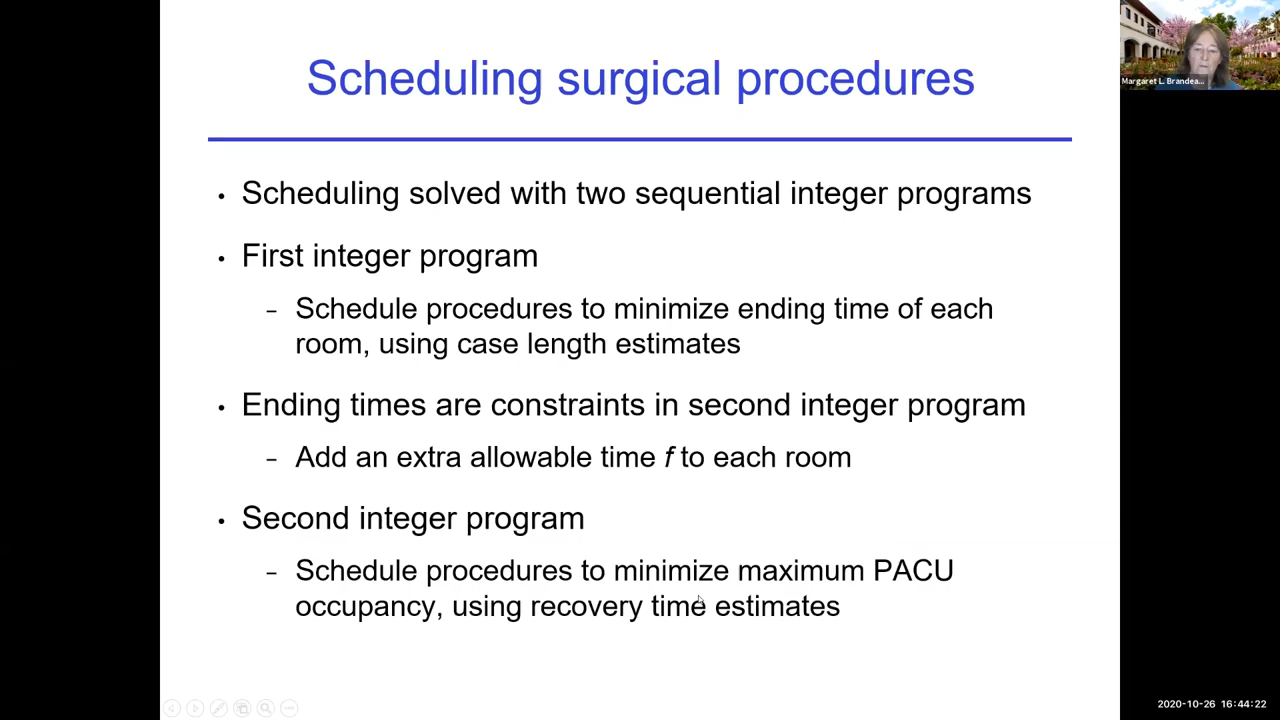 Scheduling surgical procedures
Margaret L. Brandea...
• Scheduling solved with two sequential integer programs
• First integer program
– Schedule procedures to minimize ending time of each
room, using case length estimates
• Ending times are constraints in second integer program
– Add an extra allowable time f to each room
• Second integer program
– Schedule procedures to minimize maximum PACU
occupancy, using recovery time estimates
2020-10-26 16:44:22